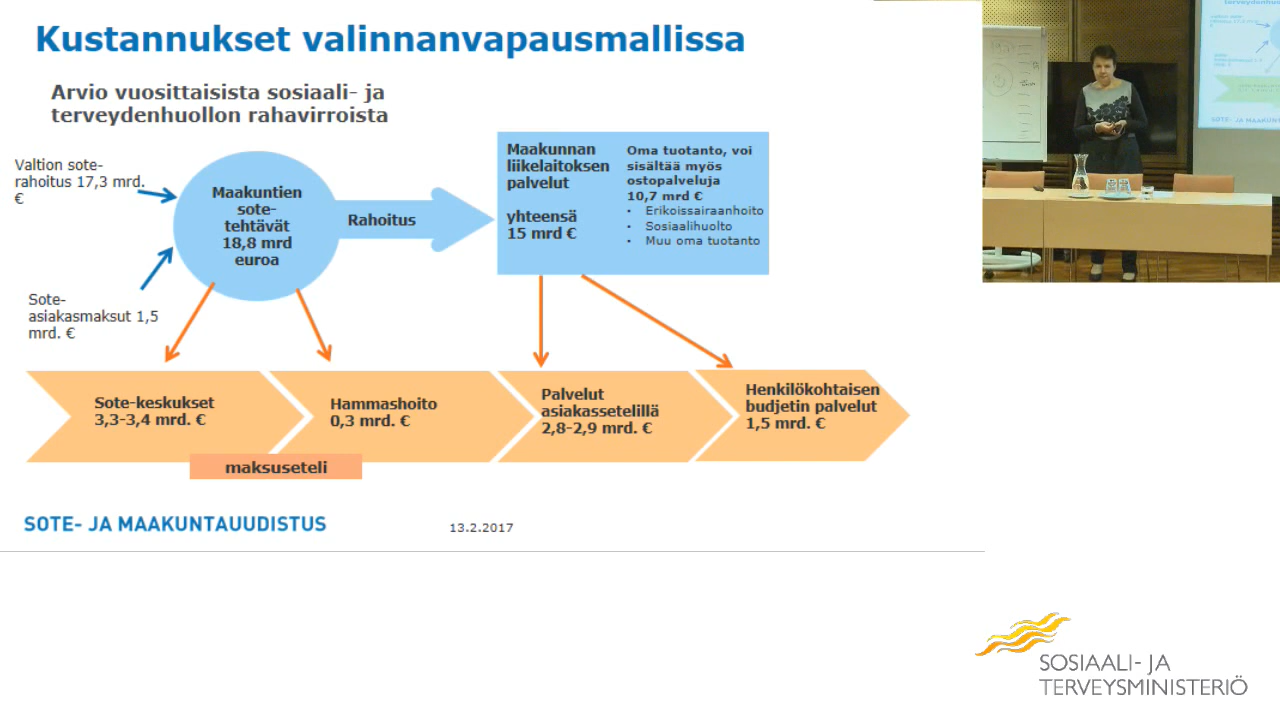 Kustannukset valinnanvapausmallissa
Arvio vuosittaisista sosiaali- ja
terveydenhuollon rahavirroista
Valtion sote-
rahoitus 17,3 mrd.
€
Sote-
asiakasmaksut 1,5
mrd. €
Maakuntien
sote-
tehtävät
18,8 mrd
euroa
Rahoitus
Maakunnan
liikelaitoksen
palvelut
yhteensä
15 mrd €
Oma tuotanto, voi
sisältää myös
ostopalveluja
10,7 mrd €
• Erikoissairaanhoito
• Sosiaalihuolto
• Muu oma tuotanto
Sote-keskukset
3,3-3,4 mrd. €
Hammashoito
0,3 mrd. €
Palvelut
asiakassetelillä
2,8-2,9 mrd. €
Henkilökohtaisen
budjetin palvelut
1,5 mrd. €
maksuseteli
SOTE- JA MAAKUNTAUUDISTUS
13.2.2017
SOSIAALI- JA
TERVEYSMINISTERIÖ